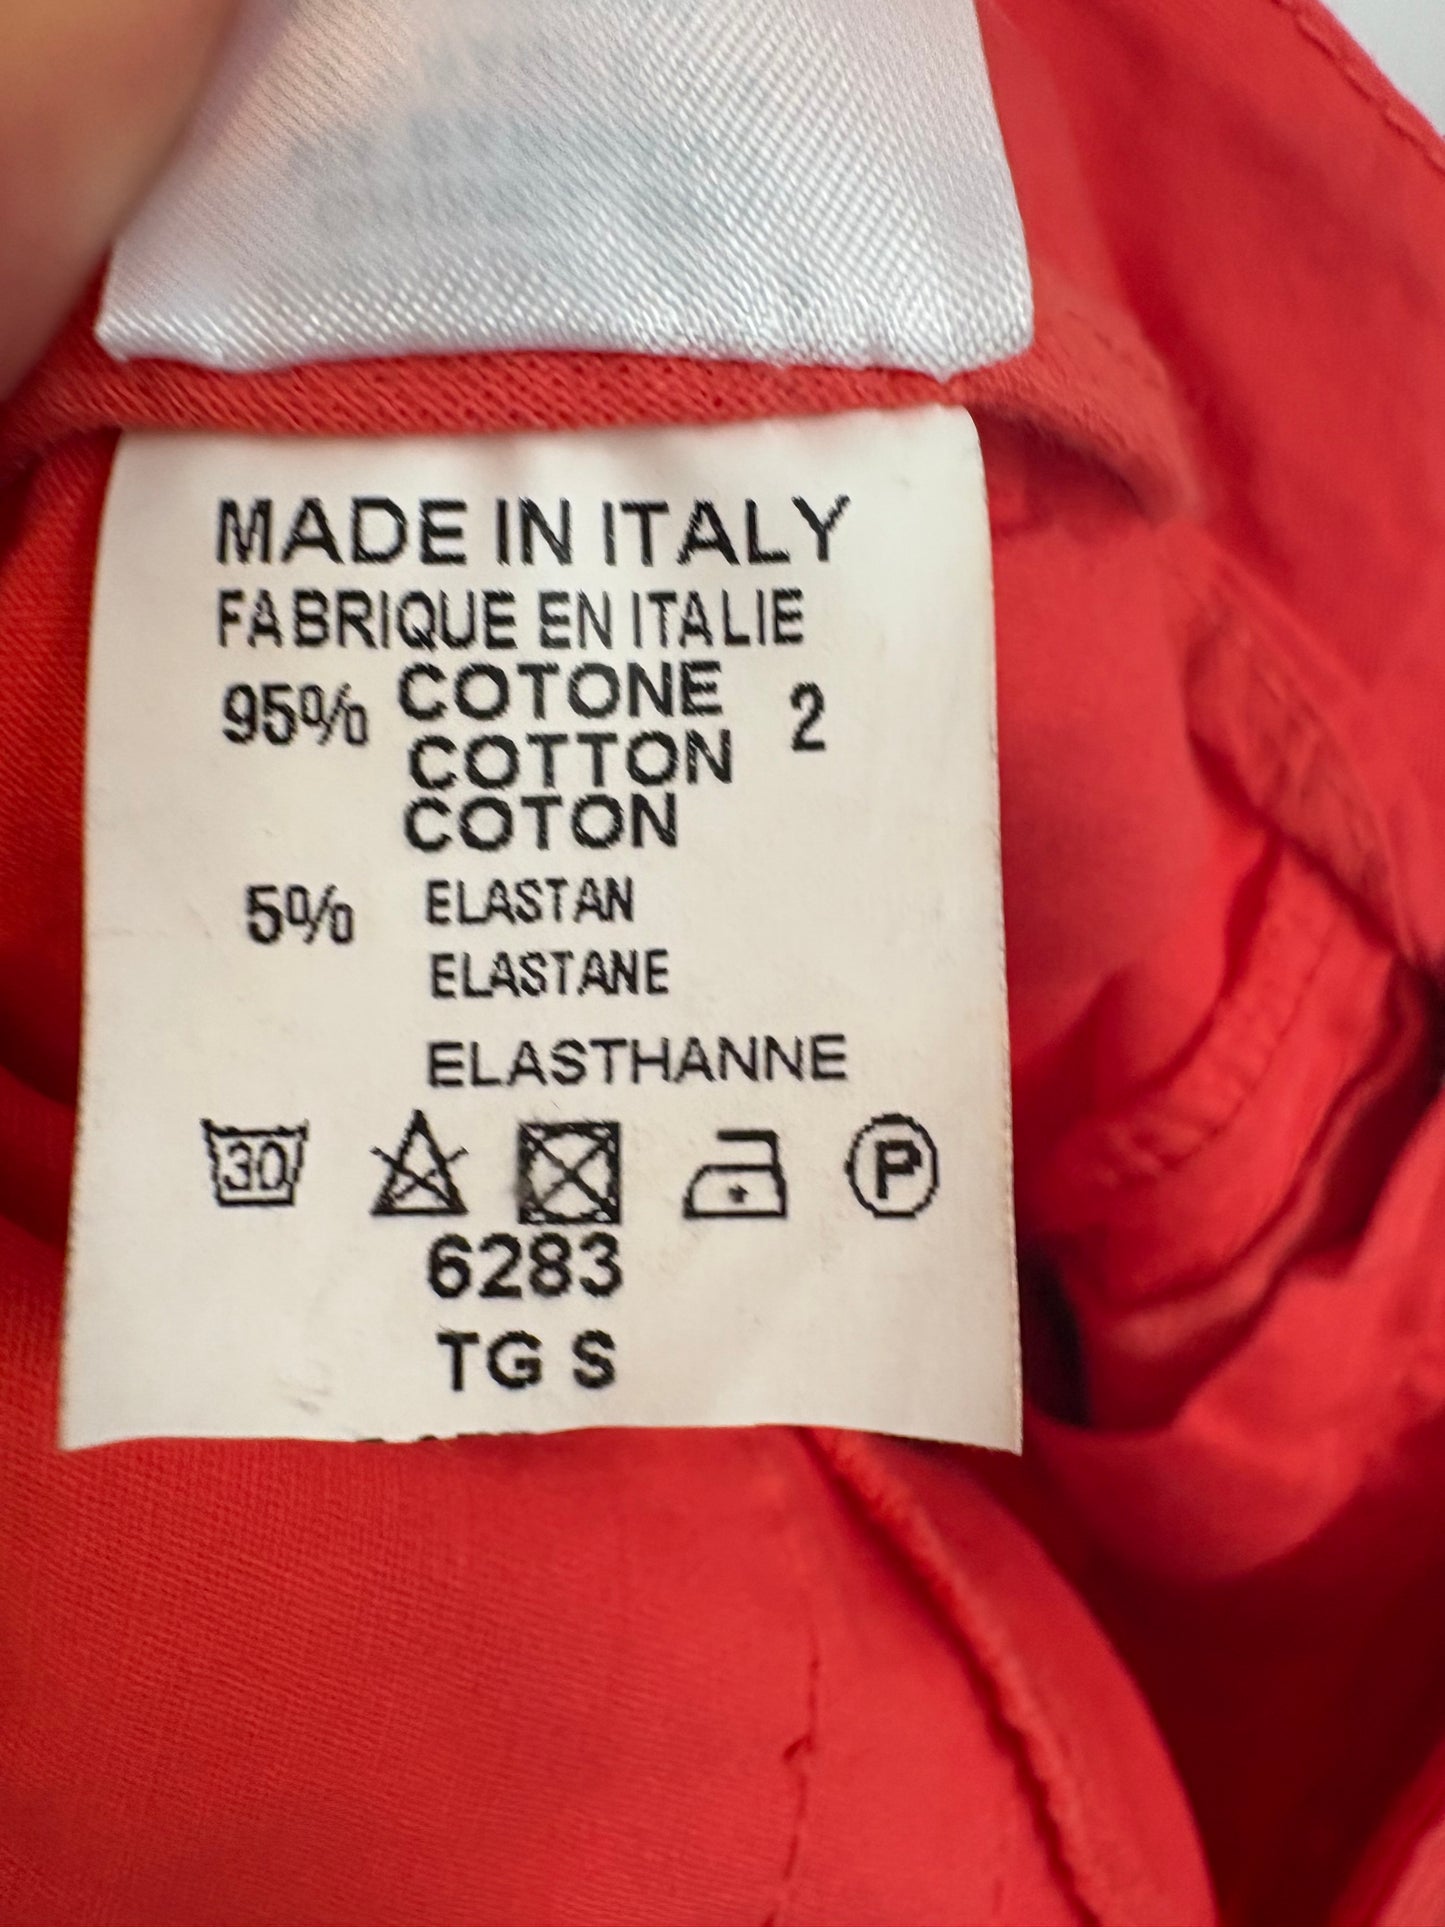 MADE IN ITALY
FABRIQUE EN ITALIE
95% COTONE 2
COTTON
COTON
5% ELASTAN
ELASTANE
ELASTHANNE
30 P
6283
TG S